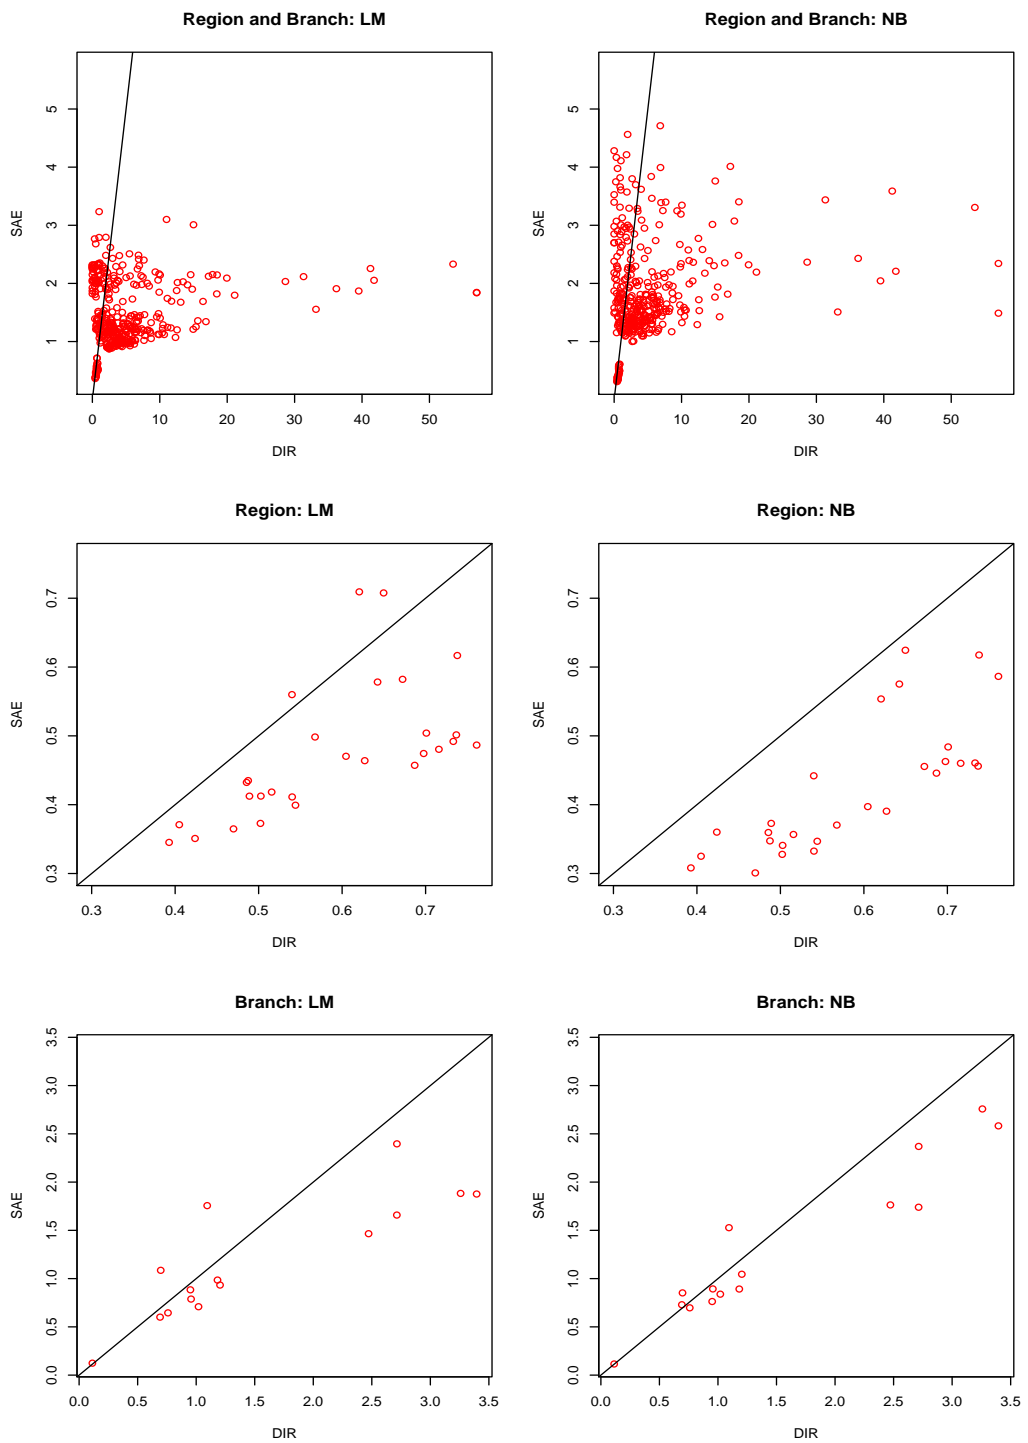 Region and Branch: LM
SAE
5
4
3
2
1
0 10 20 30 40 50
DIR
Region and Branch: NB
SAE
5
4
3
2
1
0 10 20 30 40 50
DIR
Region: LM
SAE
0.7
0.6
0.5
0.4
0.3
0.3 0.4 0.5 0.6 0.7
DIR
Region: NB
SAE
0.7
0.6
0.5
0.4
0.3
0.3 0.4 0.5 0.6 0.7
DIR
Branch: LM
SAE
3.5
3.0
2.5
2.0
1.5
1.0
0.5
0.0
0.0 0.5 1.0 1.5 2.0 2.5 3.0 3.5
DIR
Branch: NB
SAE
3.5
3.0
2.5
2.0
1.5
1.0
0.5
0.0
0.0 0.5 1.0 1.5 2.0 2.5 3.0 3.5
DIR